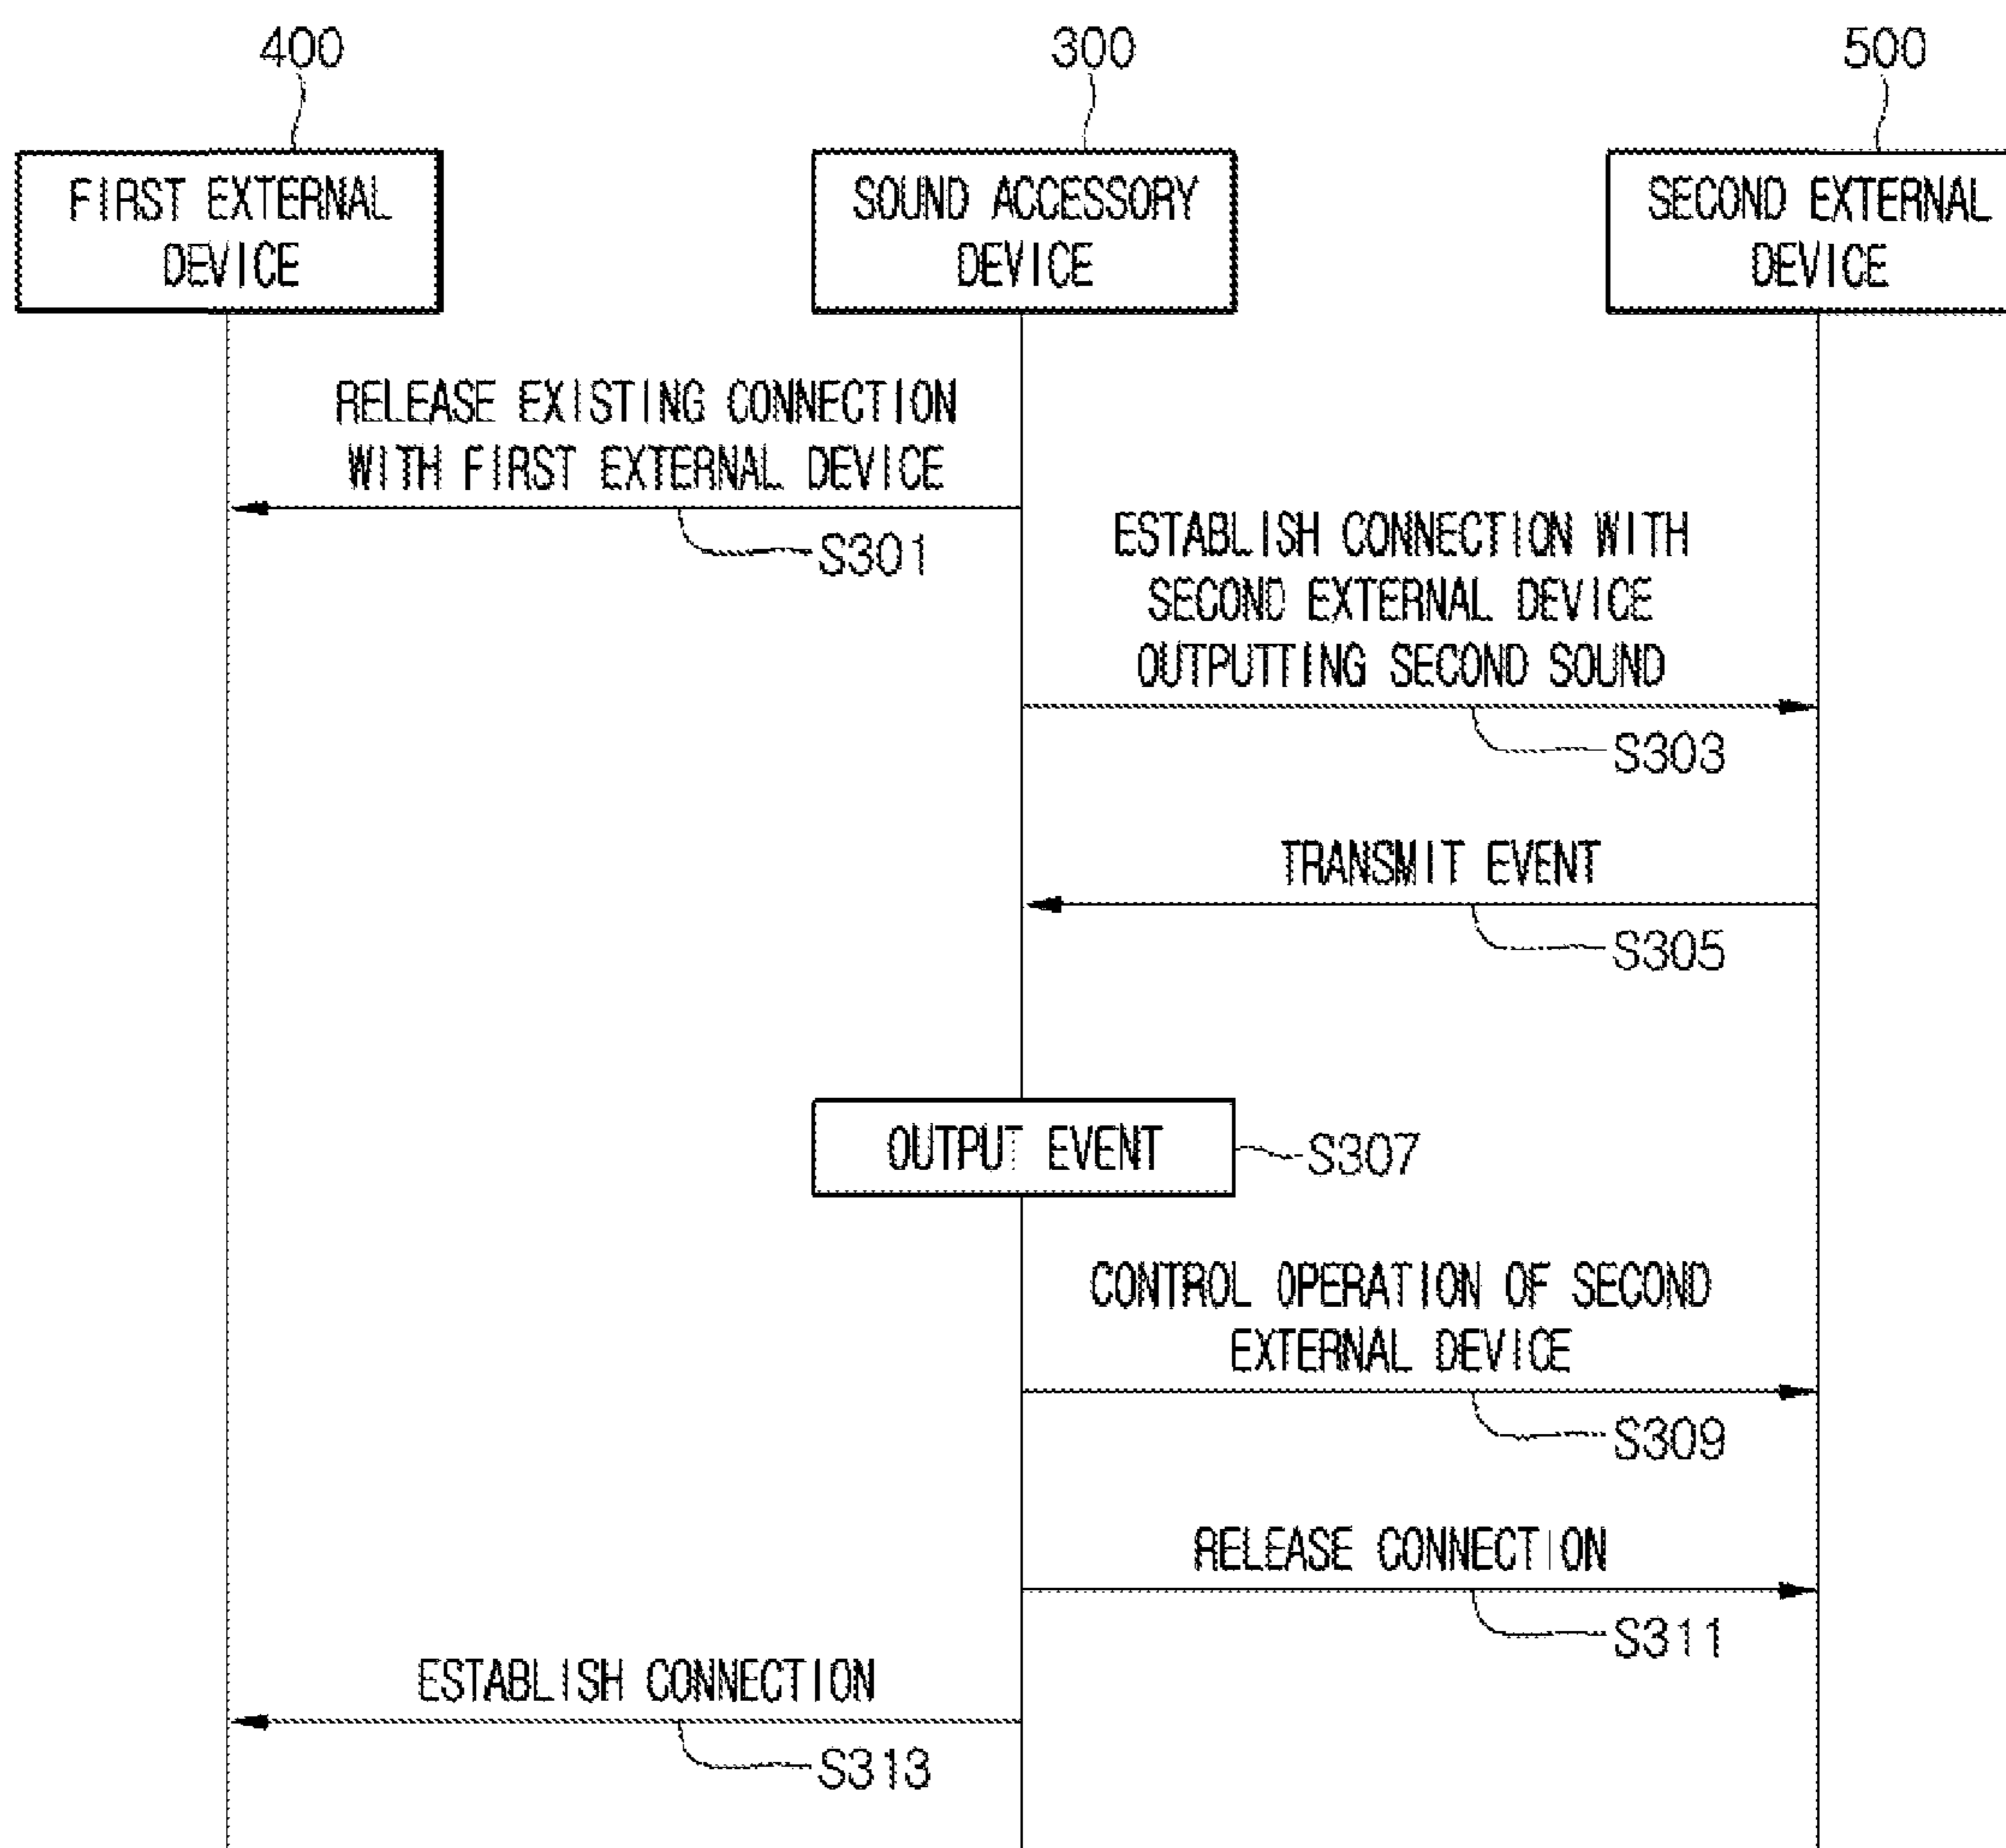 400
300
500
FIRST EXTERNAL
DEVICE
SOUND ACCESSORY
DEVICE
SECOND EXTERNAL
DEVICE
RELEASE EXISTING CONNECTION
WITH FIRST EXTERNAL DEVICE
S301
ESTABLISH CONNECTION WITH
SECOND EXTERNAL DEVICE
OUTPUTTING SECOND SOUND
S303
TRANSMIT EVENT
S305
OUTPUT EVENT
S307
CONTROL OPERATION OF SECOND
EXTERNAL DEVICE
S309
RELEASE CONNECTION
S311
ESTABLISH CONNECTION
S313